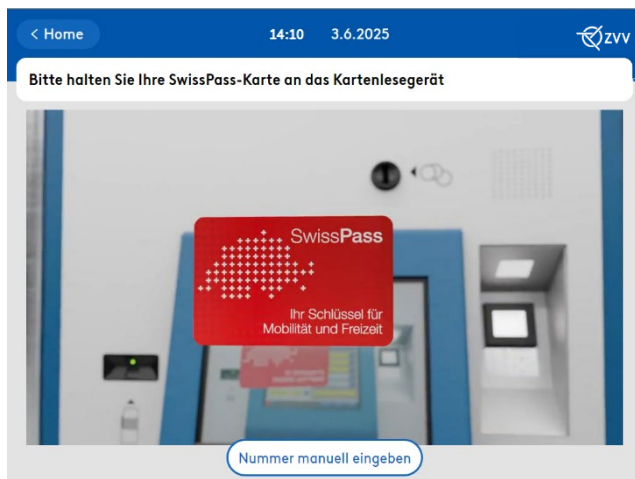 < Home
14:10 3.6.2025
zvv
Bitte halten Sie Ihre SwissPass-Karte an das Kartenlesegerät
SwissPass
Ihr Schlüssel für
Mobilität und Freizeit
Nummer manuell eingeben